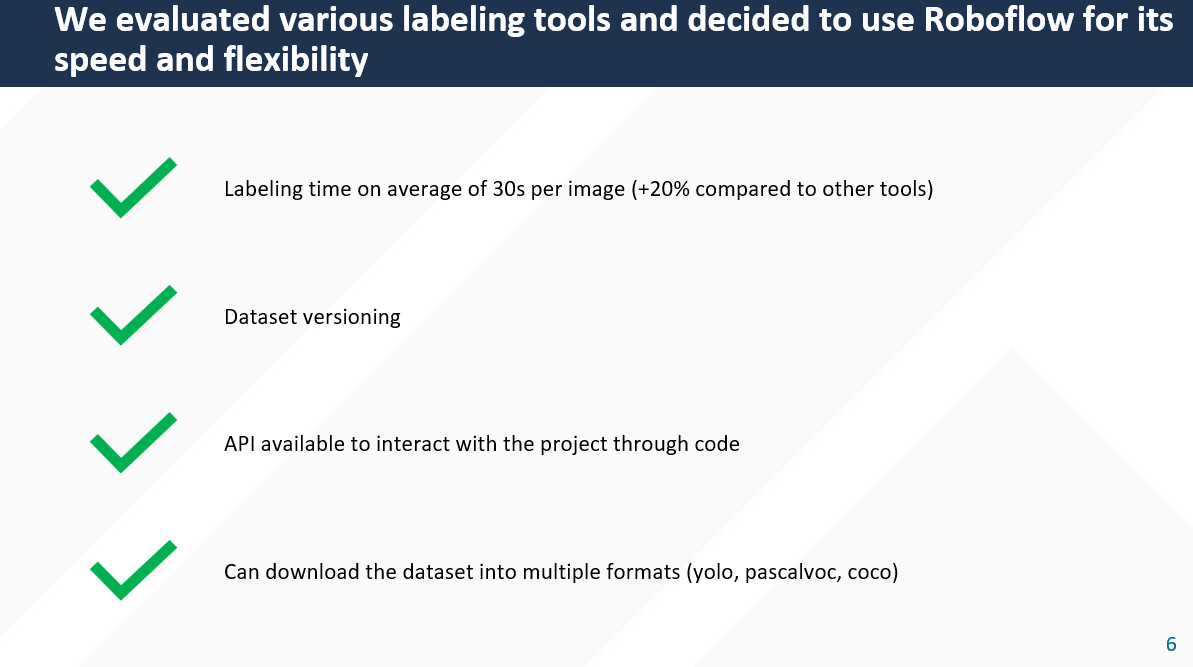 We evaluated various labeling tools and decided to use Roboflow for its
speed and flexibility
Labeling time on average of 30s per image (+20% compared to other tools)
Dataset versioning
API available to interact with the project through code
Can download the dataset into multiple formats (yolo, pascalvoc, coco)
6